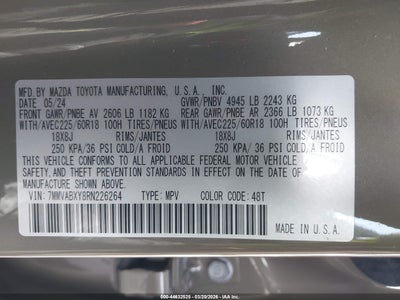 MFD. BY MAZDA TOYOTA MANUFACTURING, U.S.A., INC.
DATE 05/24 GVWR/PNBV 4945 LB 2243 KG
FRONT GAWR/PNBE AV 2606 LB 1182 KG REAR GAWR/PNBE AR 2366 LB 1073 KG
WITH/AVEC225/60R18 100H TIRES/PNEUS WITH/AVEC225/60R18 100H TIRES/PNEUS
18X8J RIMS/JANTES 18X8J RIMS/JANTES
250 KPA/36 PSI COLD/A FROID 250 KPA/ 36 PSI COLD/A FROID
THIS VEHICLE CONFORMS TO ALL APPLICABLE FEDERAL MOTOR VEHICLE
SAFETY, BUMPER, AND THEFT PREVENTION STANDARDS IN EFFECT ON THE DATE
OF MANUFACTURE SHOWN ABOVE.
VIN: 7MMVABXY8RN226264 TYPE: MPV COLOR CODE: 48T
MADE IN U.S.A.
000-44632525 - 03/20/2026 - IAAI.COM